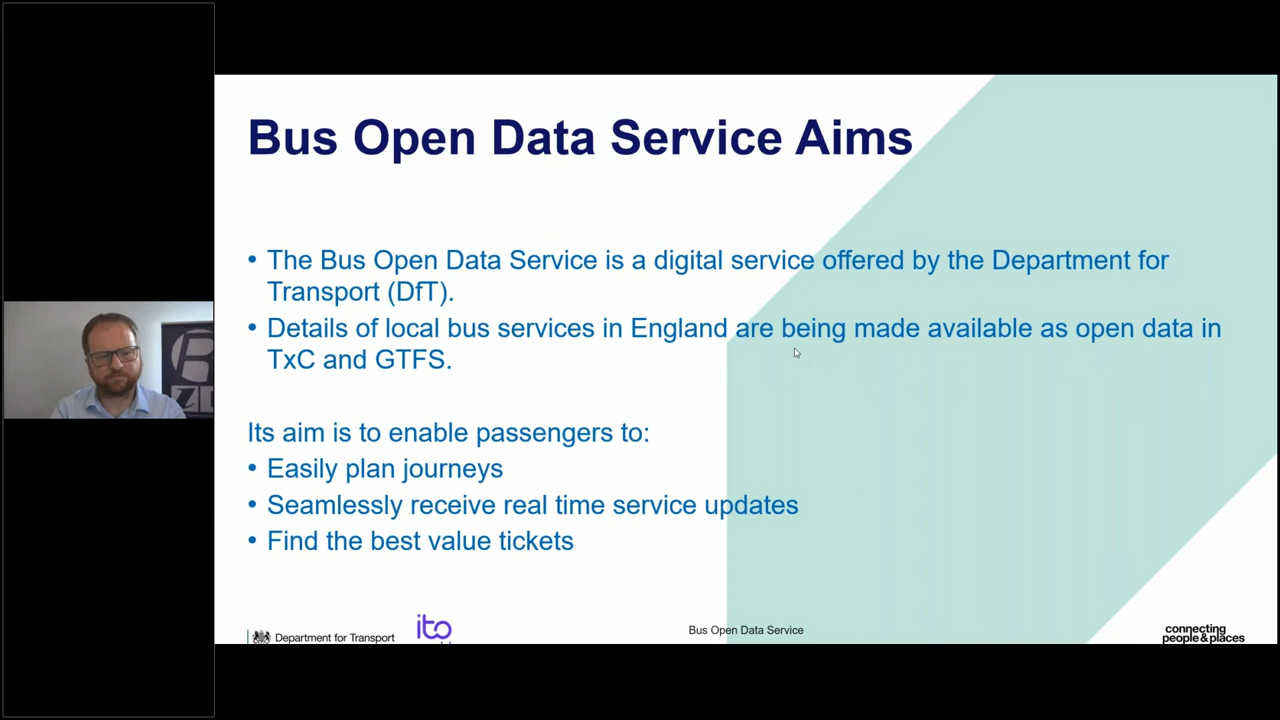 Bus Open Data Service Aims
• The Bus Open Data Service is a digital service offered by the Department for
Transport (DfT).
• Details of local bus services in England are being made available as open data in
TxC and GTFS.
Its aim is to enable passengers to:
• Easily plan journeys
• Seamlessly receive real time service updates
• Find the best value tickets
Department for Transport
ito
Bus Open Data Service
connecting
people&places